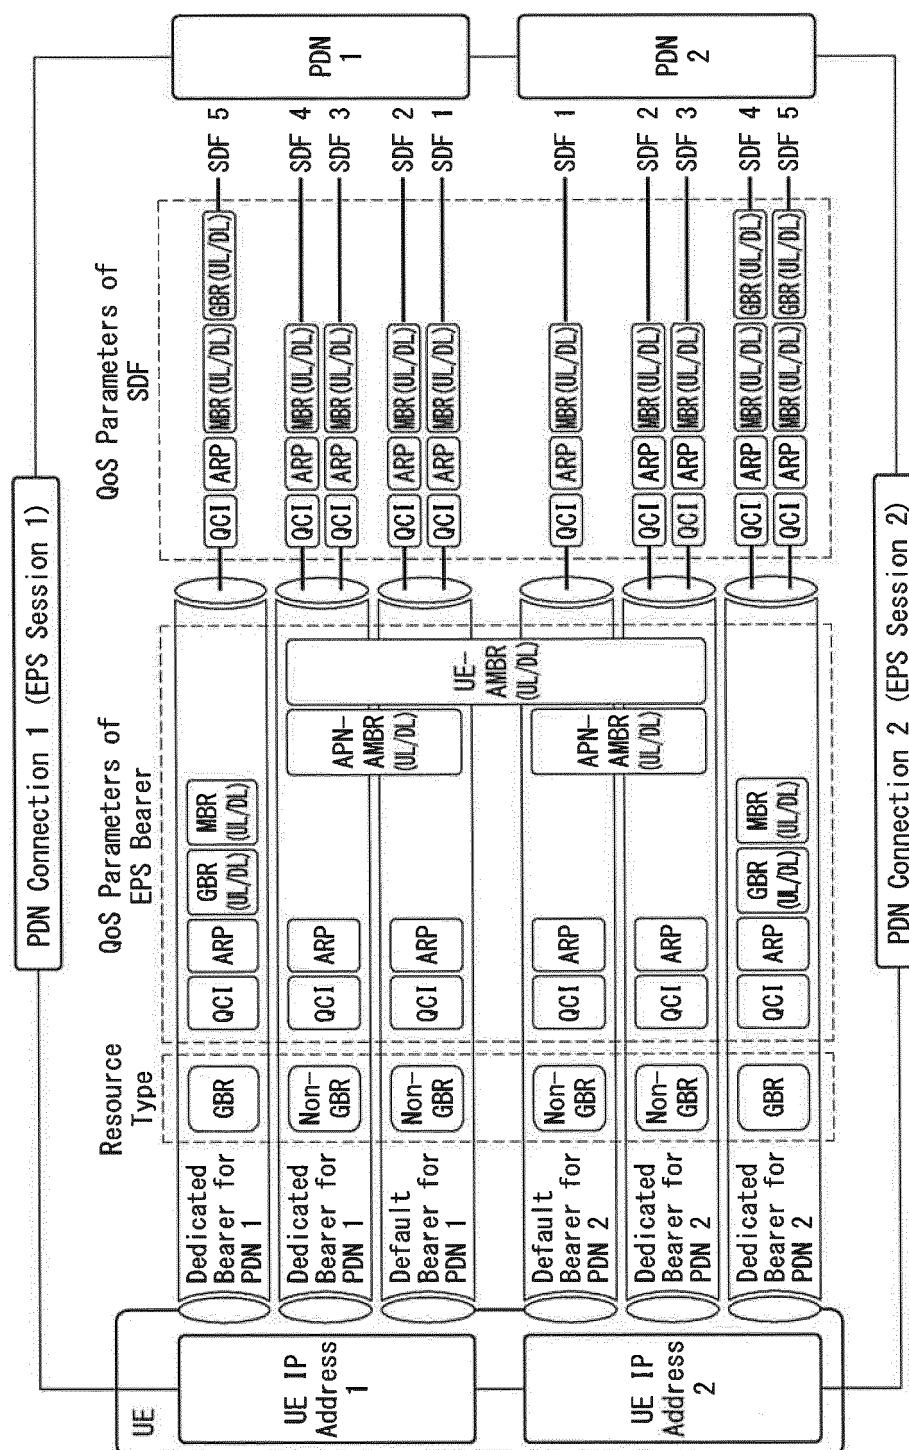 PDN Connection 1 (EPS Session 1)
UE
UE IP
Address
1
UE IP
Address
2
Resource
Type
QoS Parameters of
EPS Bearer
QoS Parameters of
SDF
Dedicated
Bearer for
PDN 1
GBR
QCI
ARP
GBR
(UL/DL)
MBR
(UL/DL)
QCI
ARP
MBR(UL/DL)
GBR(UL/DL)
SDF 5
Dedicated
Bearer for
PDN 1
Non-
GBR
QCI
ARP
QCI
ARP
MBR(UL/DL)
SDF 4
QCI
ARP
MBR(UL/DL)
SDF 3
APN-
AMBR
(UL/DL)
Default
Bearer for
PDN 1
Non-
GBR
QCI
ARP
QCI
ARP
MBR(UL/DL)
SDF 2
QCI
ARP
MBR(UL/DL)
SDF 1
PDN
1
UE-
AMBR
(UL/DL)
Default
Bearer for
PDN 2
Non-
GBR
QCI
ARP
QCI
ARP
MBR(UL/DL)
SDF 1
APN-
AMBR
(UL/DL)
Dedicated
Bearer for
PDN 2
Non-
GBR
QCI
ARP
QCI
ARP
MBR(UL/DL)
SDF 2
QCI
ARP
MBR(UL/DL)
SDF 3
Dedicated
Bearer for
PDN 2
GBR
QCI
ARP
GBR
(UL/DL)
MBR
(UL/DL)
QCI
ARP
MBR(UL/DL)
GBR(UL/DL)
SDF 4
QCI
ARP
MBR(UL/DL)
GBR(UL/DL)
SDF 5
PDN
2
PDN Connection 2 (EPS Session 2)